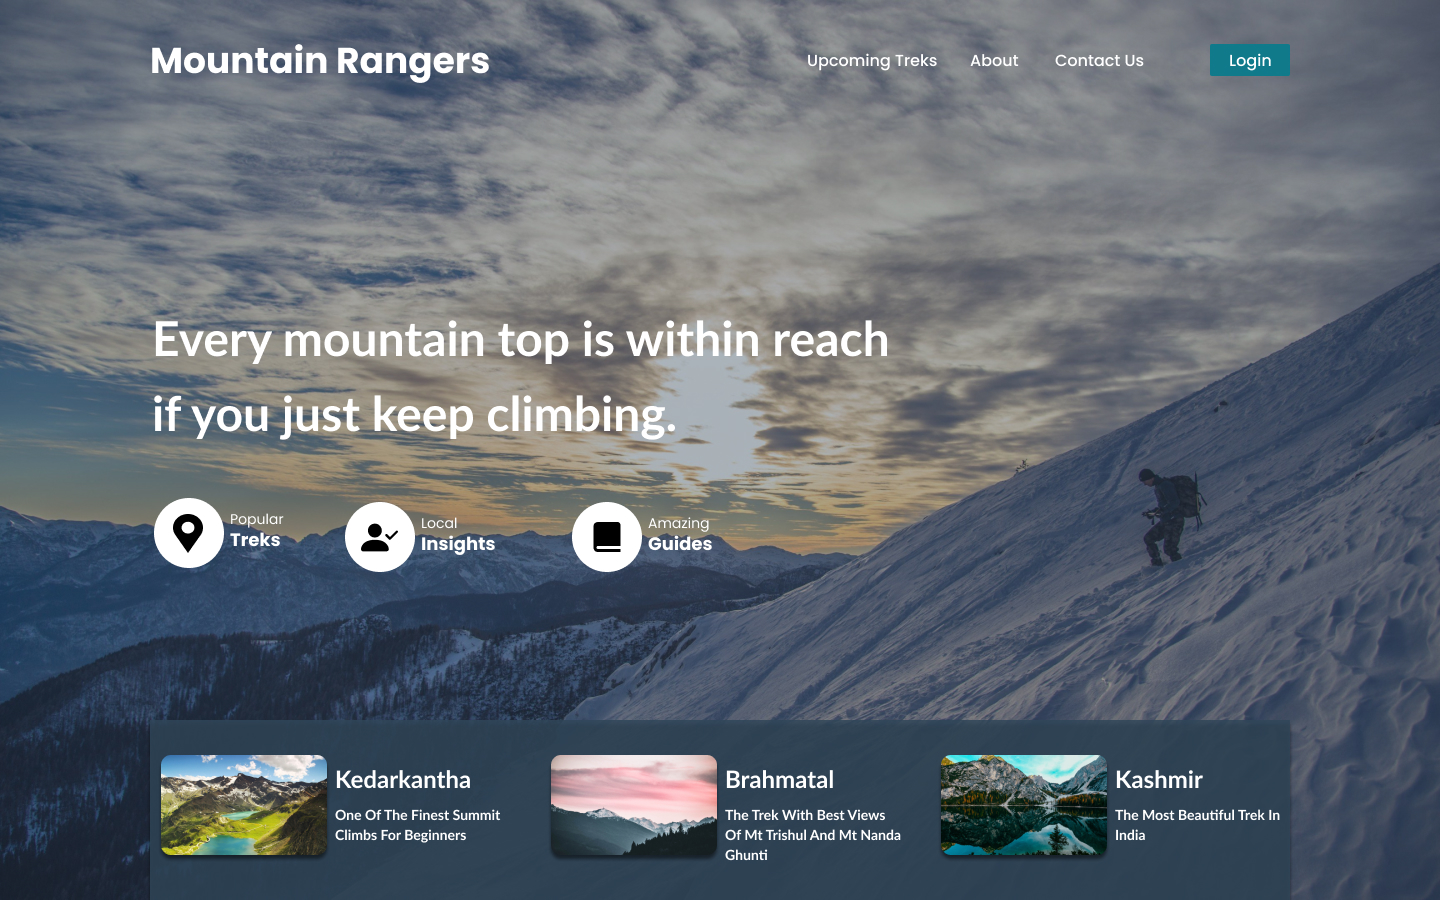 Mountain Rangers
Upcoming Treks
About
Contact Us
Login
Every mountain top is within reach
if you just keep climbing.
Popular
Treks
Local
Insights
Amazing
Guides
Kedarkantha
One Of The Finest Summit
Climbs For Beginners
Brahmatal
The Trek With Best Views
Of Mt Trishul And Mt Nanda
Ghunti
Kashmir
The Most Beautiful Trek In
India